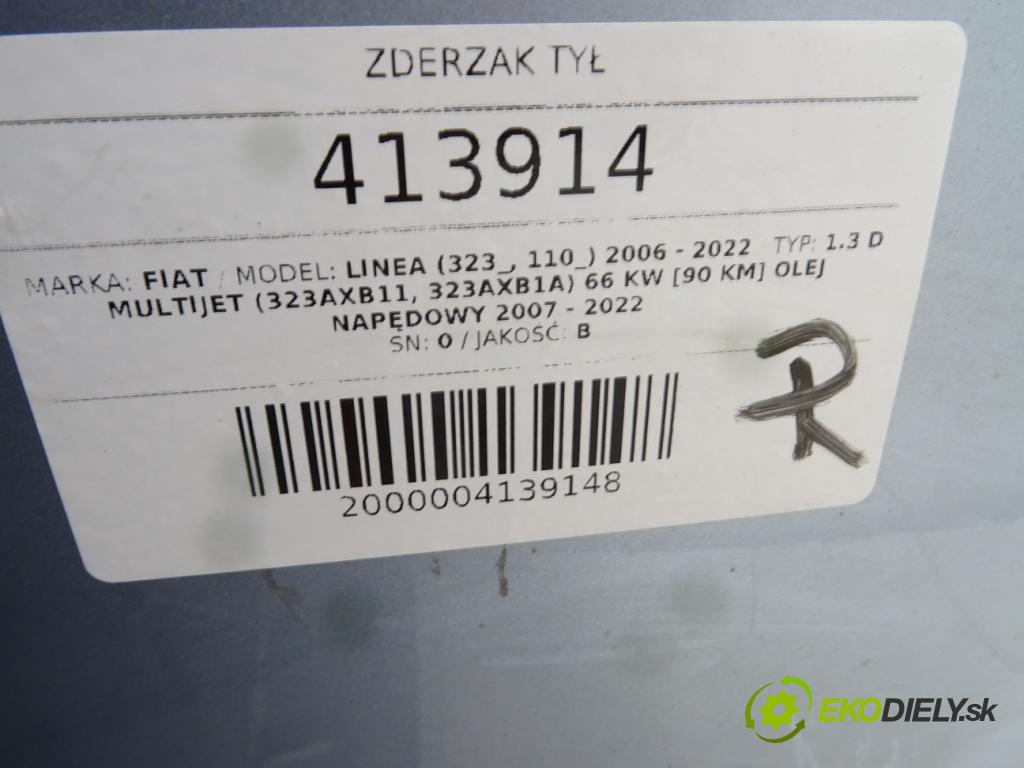 ZDERZAK TYŁ
413914
MARKA: FIAT / MODEL: LINEA (323_, 110_) 2006 - 2022 TYP: 1.3 D
MULTIJET (323AXB11, 323AXB1A) 66 KW [90 KM] OLEJ
NAPĘDOWY 2007 - 2022
SN: 0 / JAKOŚĆ: B
2000004139148
R
EKODIELY.sk